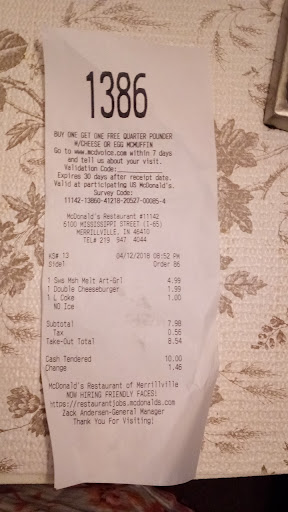 1386
BUY ONE GET ONE FREE QUARTER POUNDER
W/CHEESE OR EGG MCMUFFIN
Go to www.mcdvoice.com within 7 days
and tell us about your visit.
Validation Code:
Expires 30 days after receipt date.
Valid at participating US McDonald's.
Survey Code:
11142-13860-41218-20527-00085-4
McDonald's Restaurant #11142
6100 MISSISSIPPI STREET (I-65)
MERRILLVILLE, IN 46410
TEL# 219 947 4044
KS# 13 04/12/2018 08:52 PM
Side1 Order 86
1 Sws Msh Melt Art-Grl 4.99
1 Double Cheeseburger 1.99
1 L Coke 1.00
NO Ice
Subtotal 7.98
Tax 0.56
Take-Out Total 8.54
Cash Tendered 10.00
Change 1.46
McDonald's Restaurant of Merrillville
NOW HIRING FRIENDLY FACES:
https://restaurantjobs.mcdonalds.com
Zack Andersen-General Manager
Thank You For Visiting!